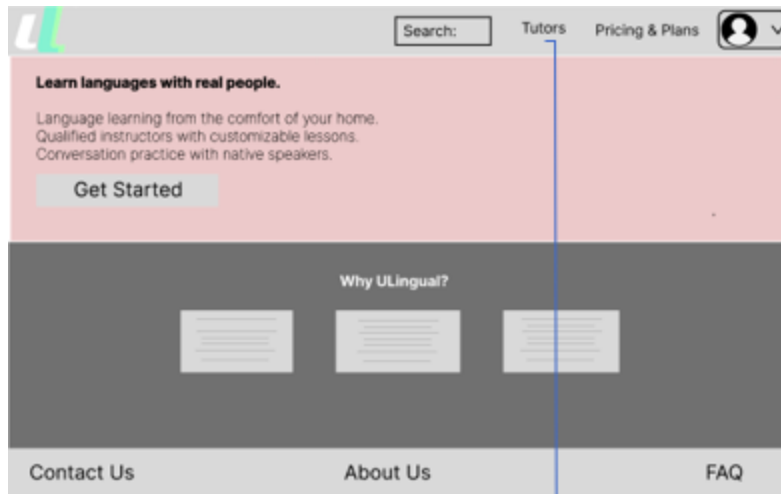 UL
Search:
Tutors
Pricing & Plans
Learn languages with real people.
Language learning from the comfort of your home.
Qualified instructors with customizable lessons.
Conversation practice with native speakers.
Get Started
Why ULingual?
Contact Us
About Us
FAQ